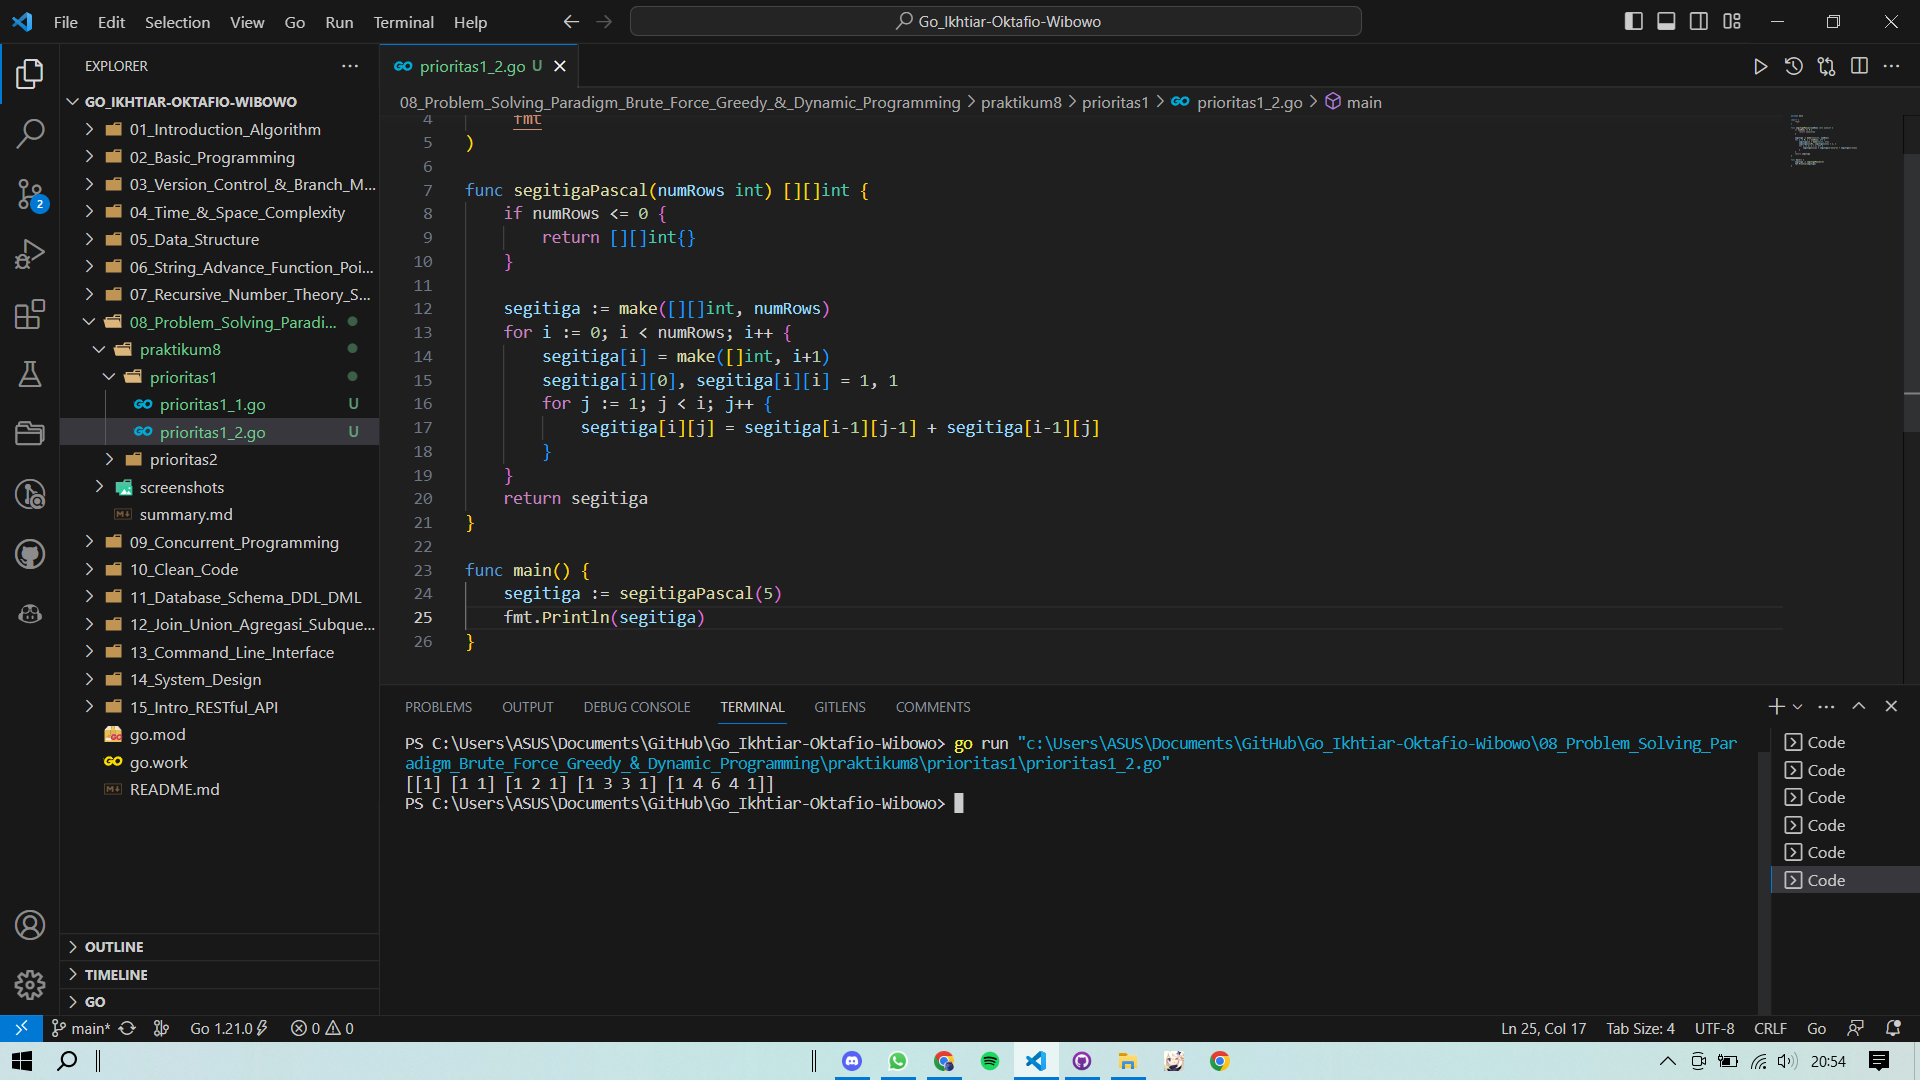 File Edit Selection View Go Run Terminal Help
Go_Ikhtiar-Oktafio-Wibowo
EXPLORER
GO_IKHTIAR-OKTAFIO-WIBOWO
01_Introduction_Algorithm
02_Basic_Programming
03_Version_Control_&_Branch_M...
04_Time_&_Space_Complexity
05_Data_Structure
06_String_Advance_Function_Poi...
07_Recursive_Number_Theory_S...
08_Problem_Solving_Paradi...
praktikum8
prioritas1
prioritas1_1.go U
prioritas1_2.go U
prioritas2
screenshots
summary.md
09_Concurrent_Programming
10_Clean_Code
11_Database_Schema_DDL_DML
12_Join_Union_Agregasi_Subque...
13_Command_Line_Interface
14_System_Design
15_Intro_RESTful_API
go.mod
go.work
README.md
OUTLINE
TIMELINE
GO
2
prioritas1_2.go U
08_Problem_Solving_Paradigm_Brute_Force_Greedy_&_Dynamic_Programming > praktikum8 > prioritas1 > prioritas1_2.go > main
4 fmt
5 )
6
7 func segitigaPascal(numRows int) [][]int {
8 if numRows <= 0 {
9 return [][]int{}
10 }
11
12 segitiga := make([][]int, numRows)
13 for i := 0; i < numRows; i++ {
14 segitiga[i] = make([]int, i+1)
15 segitiga[i][0], segitiga[i][i] = 1, 1
16 for j := 1; j < i; j++ {
17 segitiga[i][j] = segitiga[i-1][j-1] + segitiga[i-1][j]
18 }
19 }
20 return segitiga
21 }
22
23 func main() {
24 segitiga := segitigaPascal(5)
25 fmt.Println(segitiga)
26 }
PROBLEMS OUTPUT DEBUG CONSOLE TERMINAL GITLENS COMMENTS
PS C:\Users\ASUS\Documents\GitHub\Go_Ikhtiar-Oktafio-Wibowo> go run "c:\Users\ASUS\Documents\GitHub\Go_Ikhtiar-Oktafio-Wibowo\08_Problem_Solving_Par
adigm_Brute_Force_Greedy_&_Dynamic_Programming\praktikum8\prioritas1\prioritas1_2.go"
[[1] [1 1] [1 2 1] [1 3 3 1] [1 4 6 4 1]]
PS C:\Users\ASUS\Documents\GitHub\Go_Ikhtiar-Oktafio-Wibowo>
Code
Code
Code
Code
Code
Code
main* Go 1.21.0 0 0 Ln 25, Col 17 Tab Size: 4 UTF-8 CRLF Go
20:54